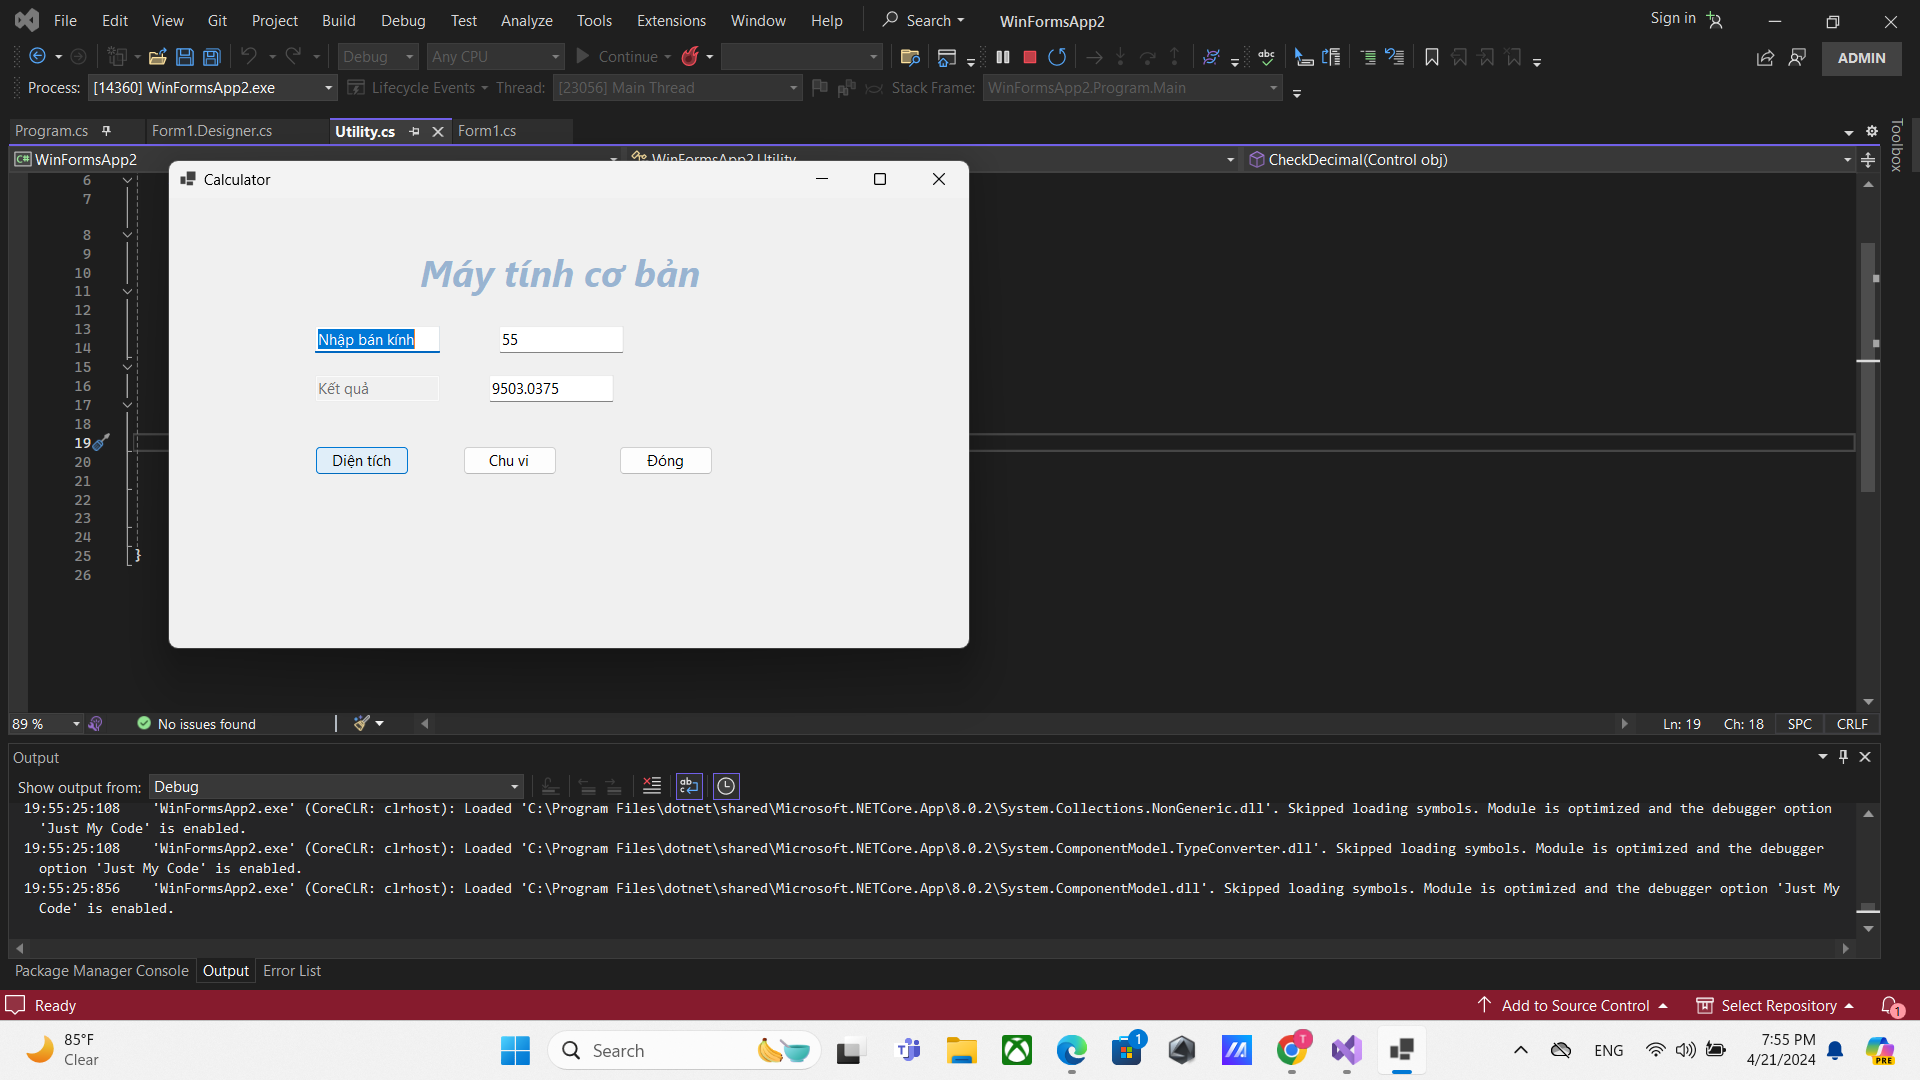 File Edit View Git Project Build Debug Test Analyze Tools Extensions Window Help Search WinFormsApp2 Sign in
Debug Any CPU Continue ADMIN
Process: [14360] WinFormsApp2.exe Lifecycle Events Thread: [23056] Main Thread Stack Frame: WinFormsApp2.Program.Main
Program.cs Form1.Designer.cs Utility.cs Form1.cs
Toolbox
C# WinFormsApp2 WinFormsApp2.Utility CheckDecimal(Control obj)
Calculator
Máy tính cơ bản
Nhập bán kính 55
Kết quả 9503.0375
Diện tích Chu vi Đóng
6
7
8
9
10
11
12
13
14
15
16
17
18
19
20
21
22
23
24
25 }
26
89 % No issues found Ln: 19 Ch: 18 SPC CRLF
Output
Show output from: Debug
19:55:25:108 'WinFormsApp2.exe' (CoreCLR: clrhost): Loaded 'C:\Program Files\dotnet\shared\Microsoft.NETCore.App\8.0.2\System.Collections.NonGeneric.dll'. Skipped loading symbols. Module is optimized and the debugger option
'Just My Code' is enabled.
19:55:25:108 'WinFormsApp2.exe' (CoreCLR: clrhost): Loaded 'C:\Program Files\dotnet\shared\Microsoft.NETCore.App\8.0.2\System.ComponentModel.TypeConverter.dll'. Skipped loading symbols. Module is optimized and the debugger
option 'Just My Code' is enabled.
19:55:25:856 'WinFormsApp2.exe' (CoreCLR: clrhost): Loaded 'C:\Program Files\dotnet\shared\Microsoft.NETCore.App\8.0.2\System.ComponentModel.dll'. Skipped loading symbols. Module is optimized and the debugger option 'Just My
Code' is enabled.
Package Manager Console Output Error List
Ready Add to Source Control Select Repository 1
85°F
Clear
Search
1
T
ENG
7:55 PM
4/21/2024
PRE